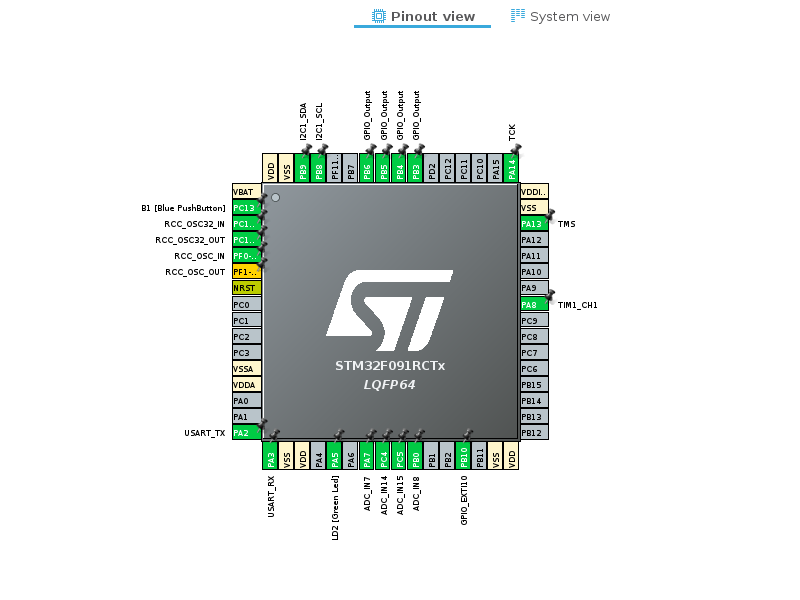 Pinout view
System view
I2C1_SDA
I2C1_SCL
GPIO_Output
GPIO_Output
GPIO_Output
GPIO_Output
TCK
VDD
VSS
PB9
PB8
PF11..
PB7
PB6
PB5
PB4
PB3
PD2
PC12
PC11
PC10
PA15
PA14
VBAT
B1 [Blue PushButton] PC13
RCC_OSC32_IN PC1..
RCC_OSC32_OUT PC1..
RCC_OSC_IN PF0-..
RCC_OSC_OUT PF1-..
NRST
PC0
PC1
PC2
PC3
VSSA
VDDA
PA0
PA1
USART_TX PA2
VDDI..
VSS
PA13 TMS
PA12
PA11
PA10
PA9
PA8 TIM1_CH1
PC9
PC8
PC7
PC6
PB15
PB14
PB13
PB12
ST
STM32F091RCTx
LQFP64
PA3
VSS
VDD
PA4
PA5
PA6
PA7
PC4
PC5
PB0
PB1
PB2
PB10
PB11
VSS
VDD
USART_RX
LD2 [Green Led]
ADC_IN7
ADC_IN14
ADC_IN15
ADC_IN8
GPIO_EXTI10